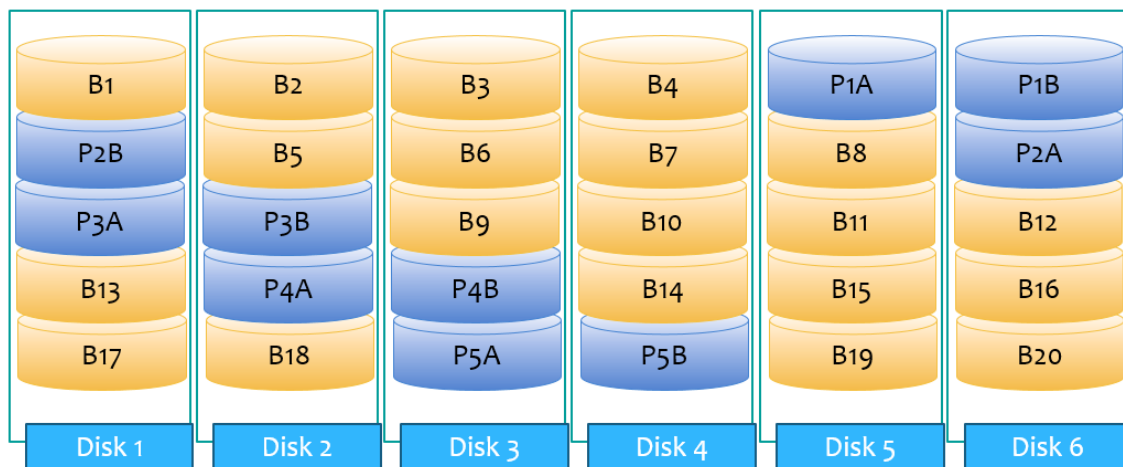 B1 B2 B3 B4 P1A P1B
P2B B5 B6 B7 B8 P2A
P3A P3B B9 B10 B11 B12
B13 P4A P4B B14 B15 B16
B17 B18 P5A P5B B19 B20
Disk 1 Disk 2 Disk 3 Disk 4 Disk 5 Disk 6